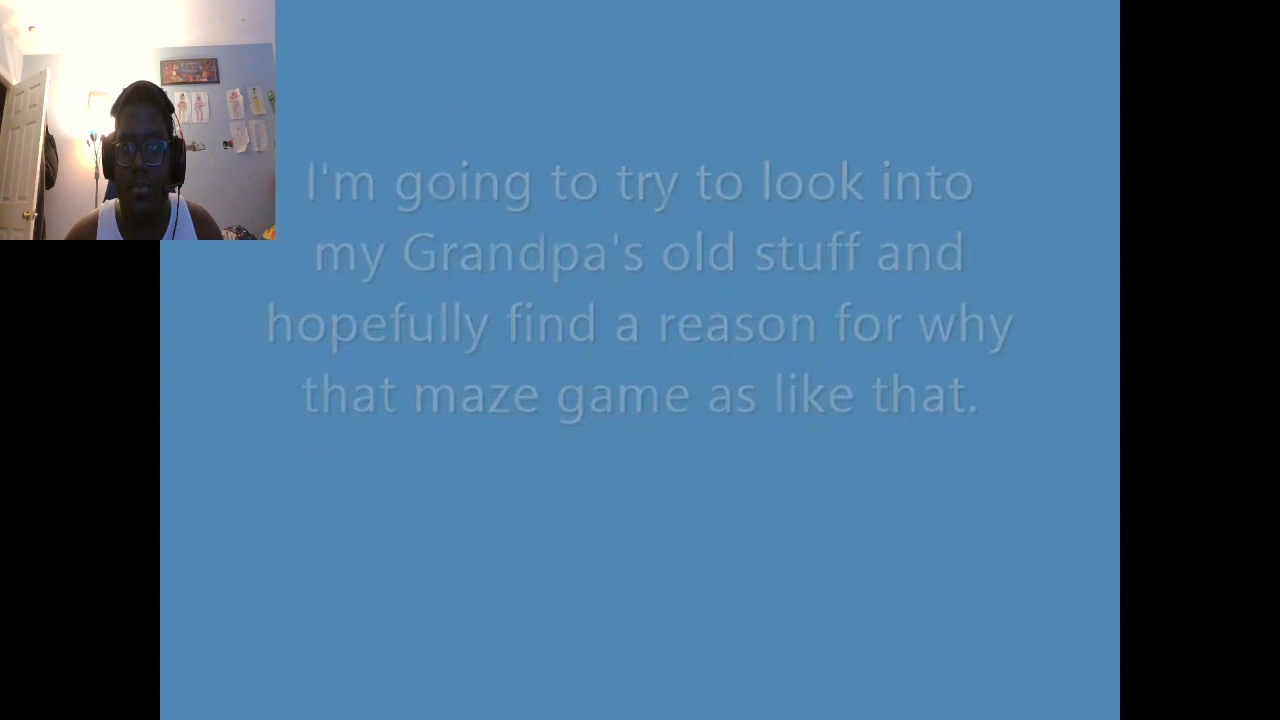 I'm going to try to look into
my Grandpa's old stuff and
hopefully find a reason for why
that maze game as like that.